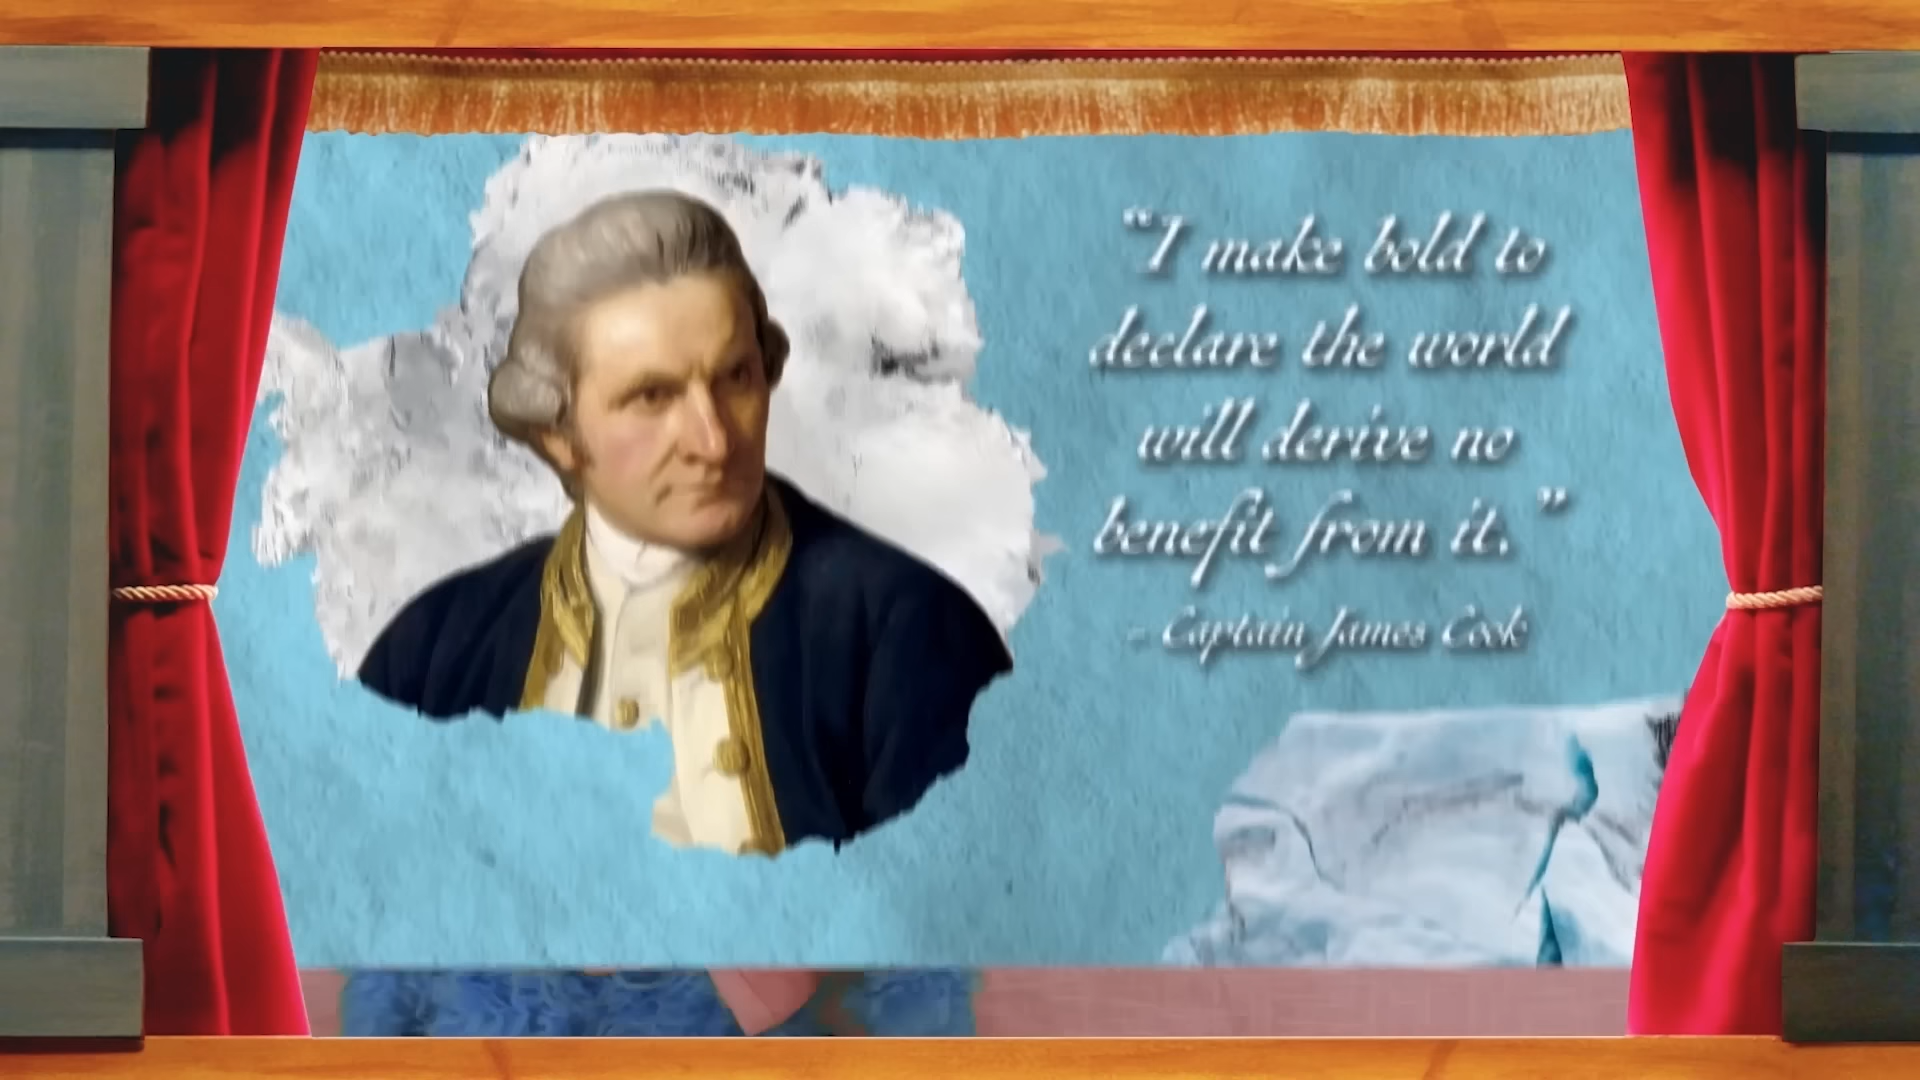 “I make bold to
declare the world
will derive no
benefit from it.”
- Captain James Cook